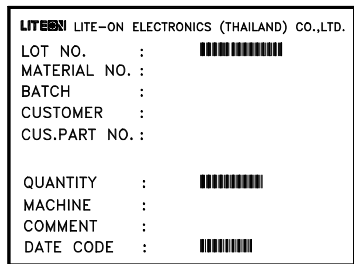 LITEON LITE-ON ELECTRONICS (THAILAND) CO.,LTD.
LOT NO. :
MATERIAL NO. :
BATCH :
CUSTOMER :
CUS.PART NO. :
QUANTITY :
MACHINE :
COMMENT :
DATE CODE :